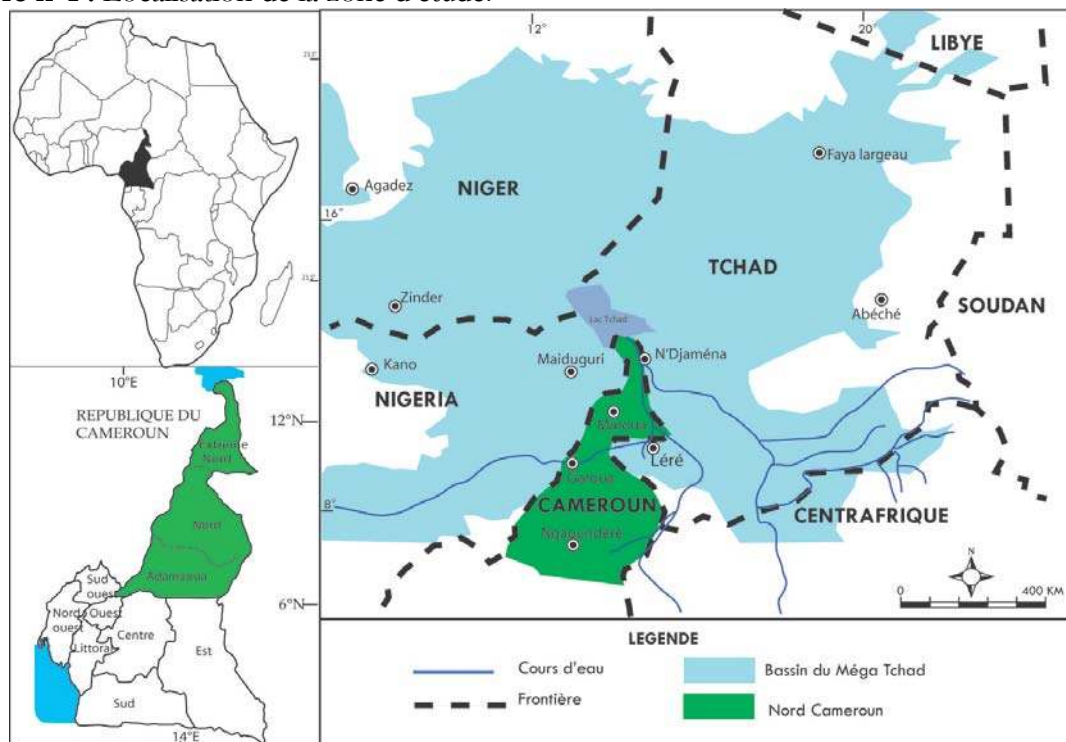 : Localisation de la zone d'étude.
12°
20°
LIBYE
Faya largeau
Agadez
NIGER
16°
TCHAD
SOUDAN
Zinder
Abéché
Lac Tchad
Kano
Maiduguri
N'Djaména
NIGERIA
12°N
Maroua
Léré
Garoua
8°
CAMEROUN
CENTRAFRIQUE
Ngaoundéré
6°N
N
0
400 KM
10°E
REPUBLIQUE DU
CAMEROUN
Extrême
Nord
Nord
Adamaoua
Sud
ouest
Nord
ouest
Ouest
Centre
Littoral
Est
Sud
14°E
LEGENDE
Cours d'eau
Bassin du Méga Tchad
Frontière
Nord Cameroun